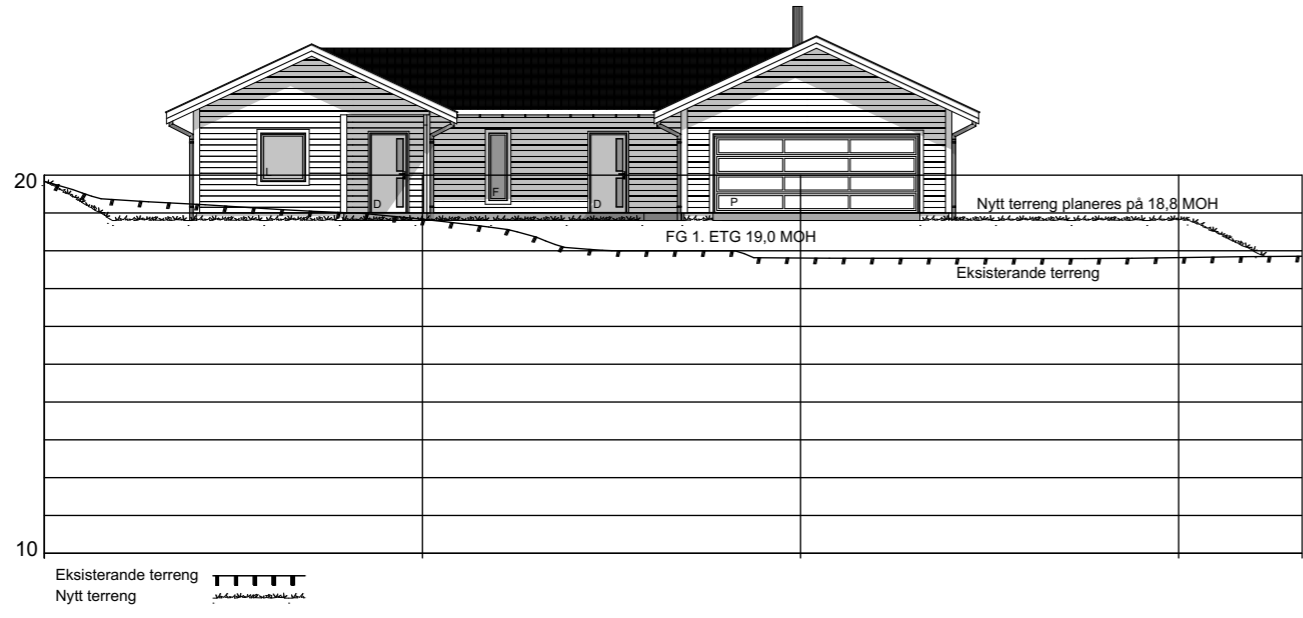 I
D
F
D
P
20
Nytt terreng planeres på 18,8 MOH
FG 1. ETG 19,0 MOH
Eksisterande terreng
10
Eksisterande terreng
Nytt terreng